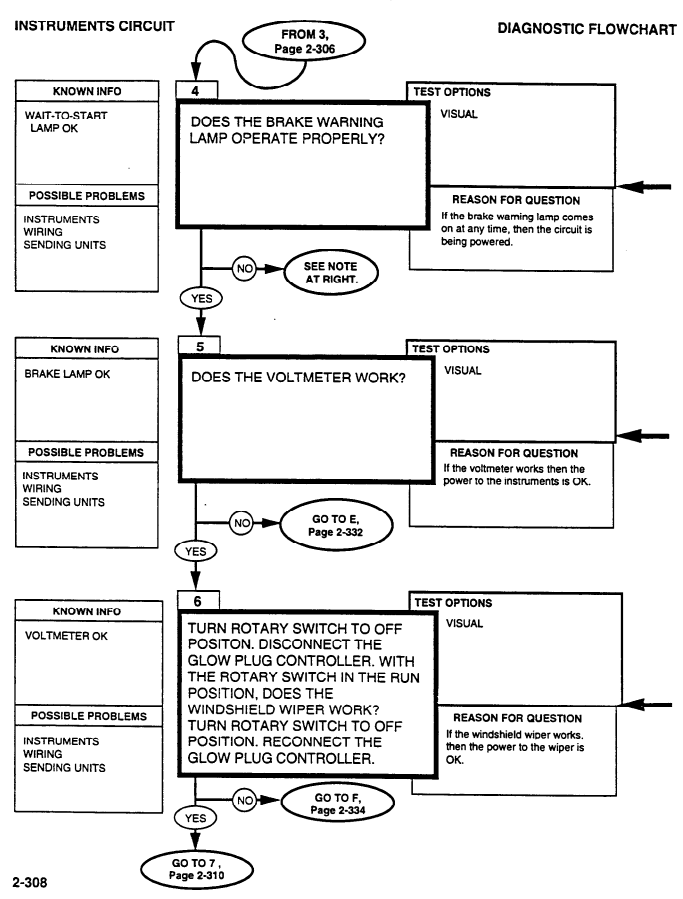 INSTRUMENTS CIRCUIT
DIAGNOSTIC FLOWCHART
FROM 3,
Page 2-306
KNOWN INFO
WAIT-TO-START
LAMP OK
POSSIBLE PROBLEMS
INSTRUMENTS
WIRING
SENDING UNITS
4
DOES THE BRAKE WARNING
LAMP OPERATE PROPERLY?
TEST OPTIONS
VISUAL
REASON FOR QUESTION
If the brake warning lamp comes
on at any time, then the circuit is
being powered.
NO
SEE NOTE
AT RIGHT.
YES
KNOWN INFO
BRAKE LAMP OK
POSSIBLE PROBLEMS
INSTRUMENTS
WIRING
SENDING UNITS
5
DOES THE VOLTMETER WORK?
TEST OPTIONS
VISUAL
REASON FOR QUESTION
If the voltmeter works then the
power to the instruments is OK.
NO
GO TO E,
Page 2-332
YES
KNOWN INFO
VOLTMETER OK
POSSIBLE PROBLEMS
INSTRUMENTS
WIRING
SENDING UNITS
6
TURN ROTARY SWITCH TO OFF
POSITON. DISCONNECT THE
GLOW PLUG CONTROLLER. WITH
THE ROTARY SWITCH IN THE RUN
POSITION, DOES THE
WINDSHIELD WIPER WORK?
TURN ROTARY SWITCH TO OFF
POSITION. RECONNECT THE
GLOW PLUG CONTROLLER.
TEST OPTIONS
VISUAL
REASON FOR QUESTION
If the windshield wiper works,
then the power to the wiper is
OK.
NO
GO TO F,
Page 2-334
YES
GO TO 7 ,
Page 2-310
2-308